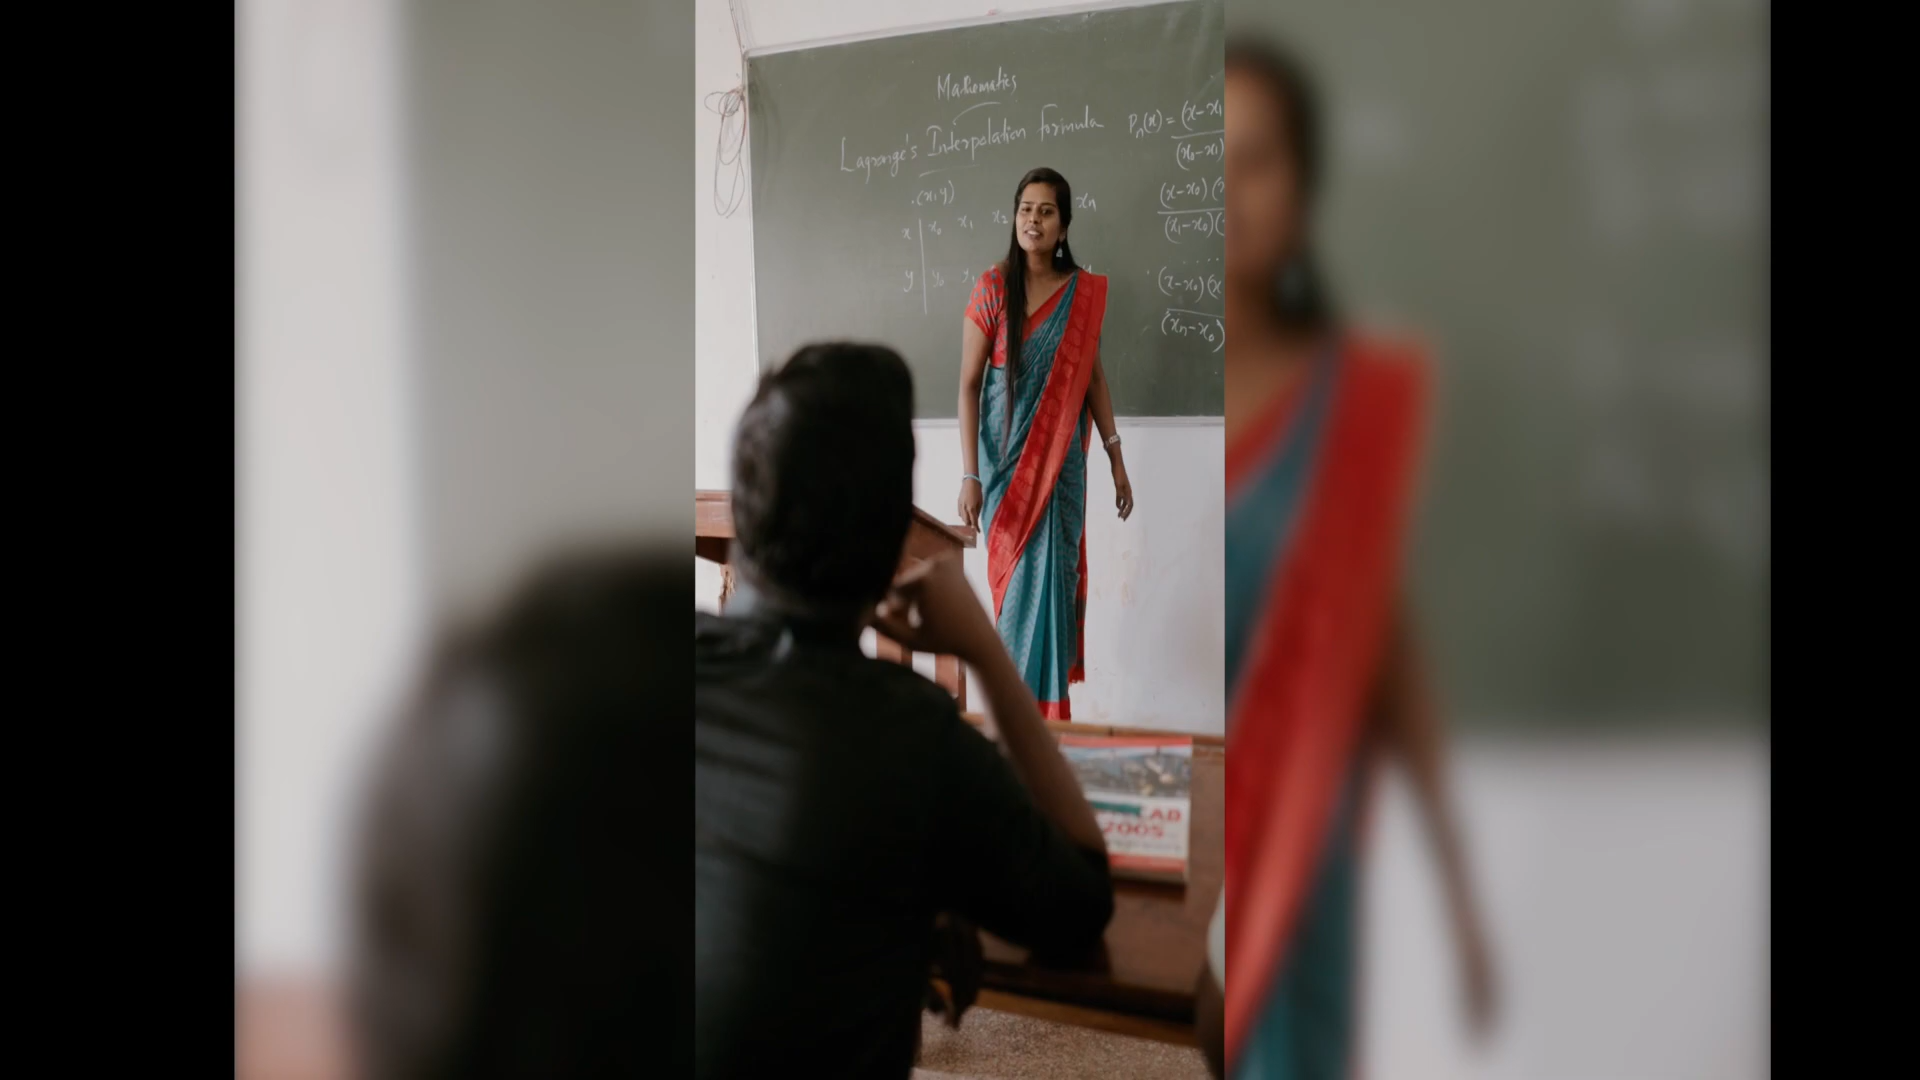 Mathematics
Lagrange's Interpolation formula
(x,y)
x x₀ x₁ x₂ xₙ
y y₀ y₁
Pₙ(x) = (x-x₁
(x₀-x₁)
(x-x₀)(x
(x₁-x₀)(
....
(x-x₀)(x
(xₙ-x₀)
CAD
2005